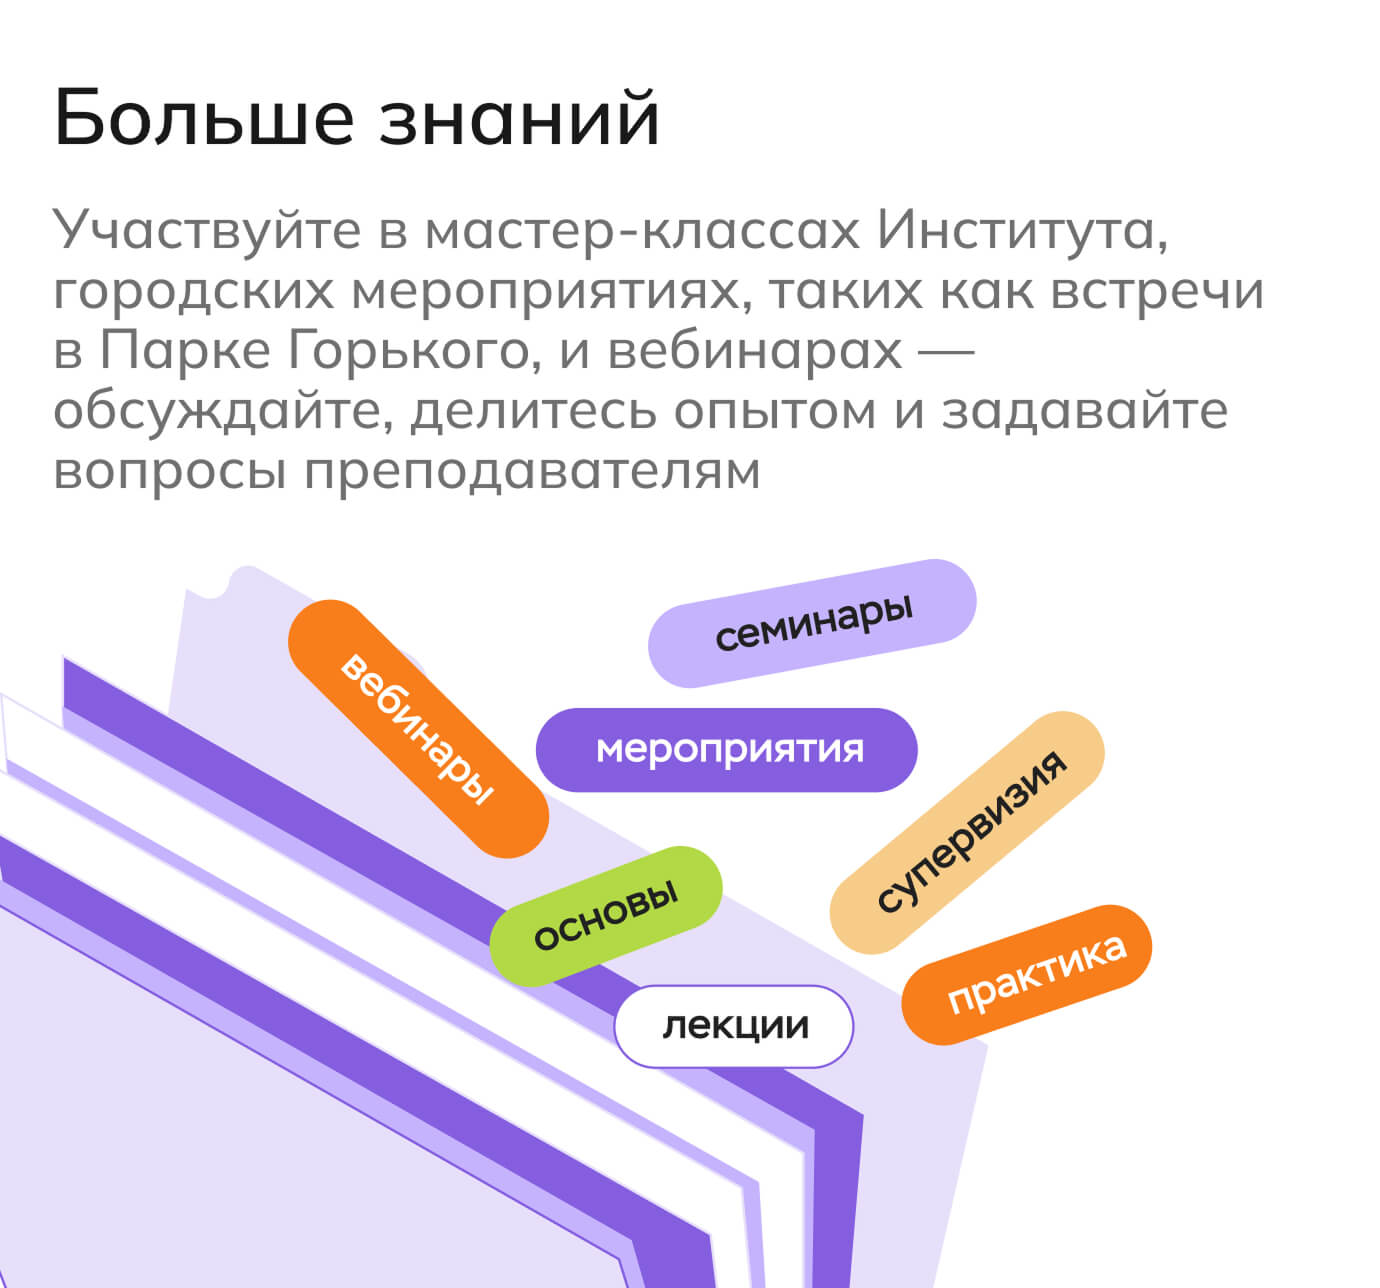 Больше знаний
Участвуйте в мастер-классах Института,
городских мероприятиях, таких как встречи
в Парке Горького, и вебинарах —
обсуждайте, делитесь опытом и задавайте
вопросы преподавателям
семинары
вебинары
мероприятия
супервизия
основы
практика
лекции